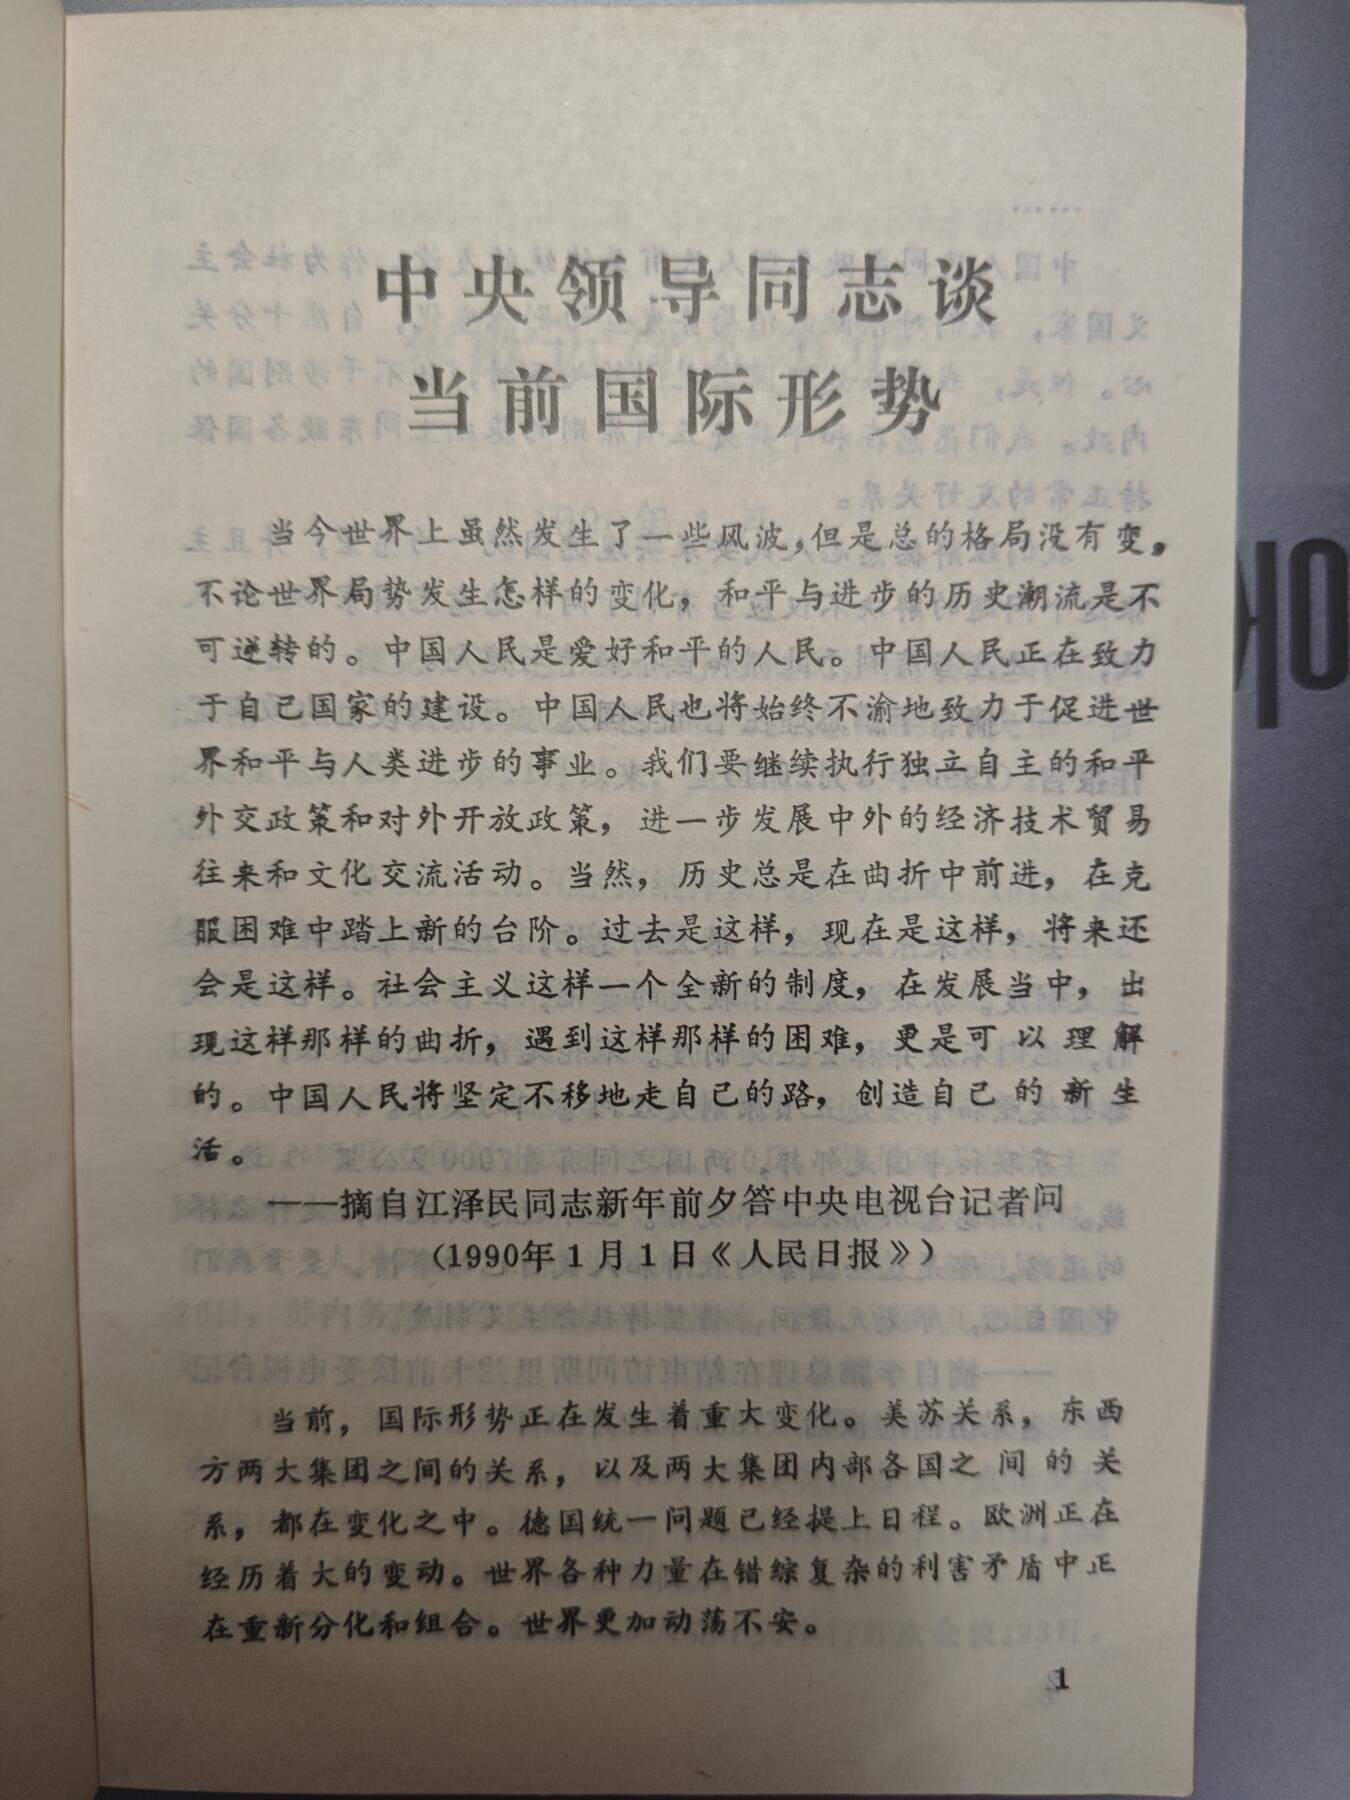 中央领导同志谈
当前国际形势
当今世界上虽然发生了一些风波，但是总的格局没有变，
不论世界局势发生怎样的变化，和平与进步的历史潮流是不
可逆转的。中国人民是爱好和平的人民。中国人民正在致力
于自己国家的建设。中国人民也将始终不渝地致力于促进世
界和平与人类进步的事业。我们要继续执行独立自主的和平
外交政策和对外开放政策，进一步发展中外的经济技术贸易
往来和文化交流活动。当然，历史总是在曲折中前进，在克
服困难中踏上新的台阶。过去是这样，现在是这样，将来还
会是这样。社会主义这样一个全新的制度，在发展当中，出
现这样那样的曲折，遇到这样那样的困难，更是可以理解
的。中国人民将坚定不移地走自己的路，创造自己的新生
活。
——摘自江泽民同志新年前夕答中央电视台记者问
（1990年1月1日《人民日报》）
当前，国际形势正在发生着重大变化。美苏关系，东西
方两大集团之间的关系，以及两大集团内部各国之间的关
系，都在变化之中。德国统一问题已经提上日程。欧洲正在
经历着大的变动。世界各种力量在错综复杂的利害矛盾中正
在重新分化和组合。世界更加动荡不安。
1